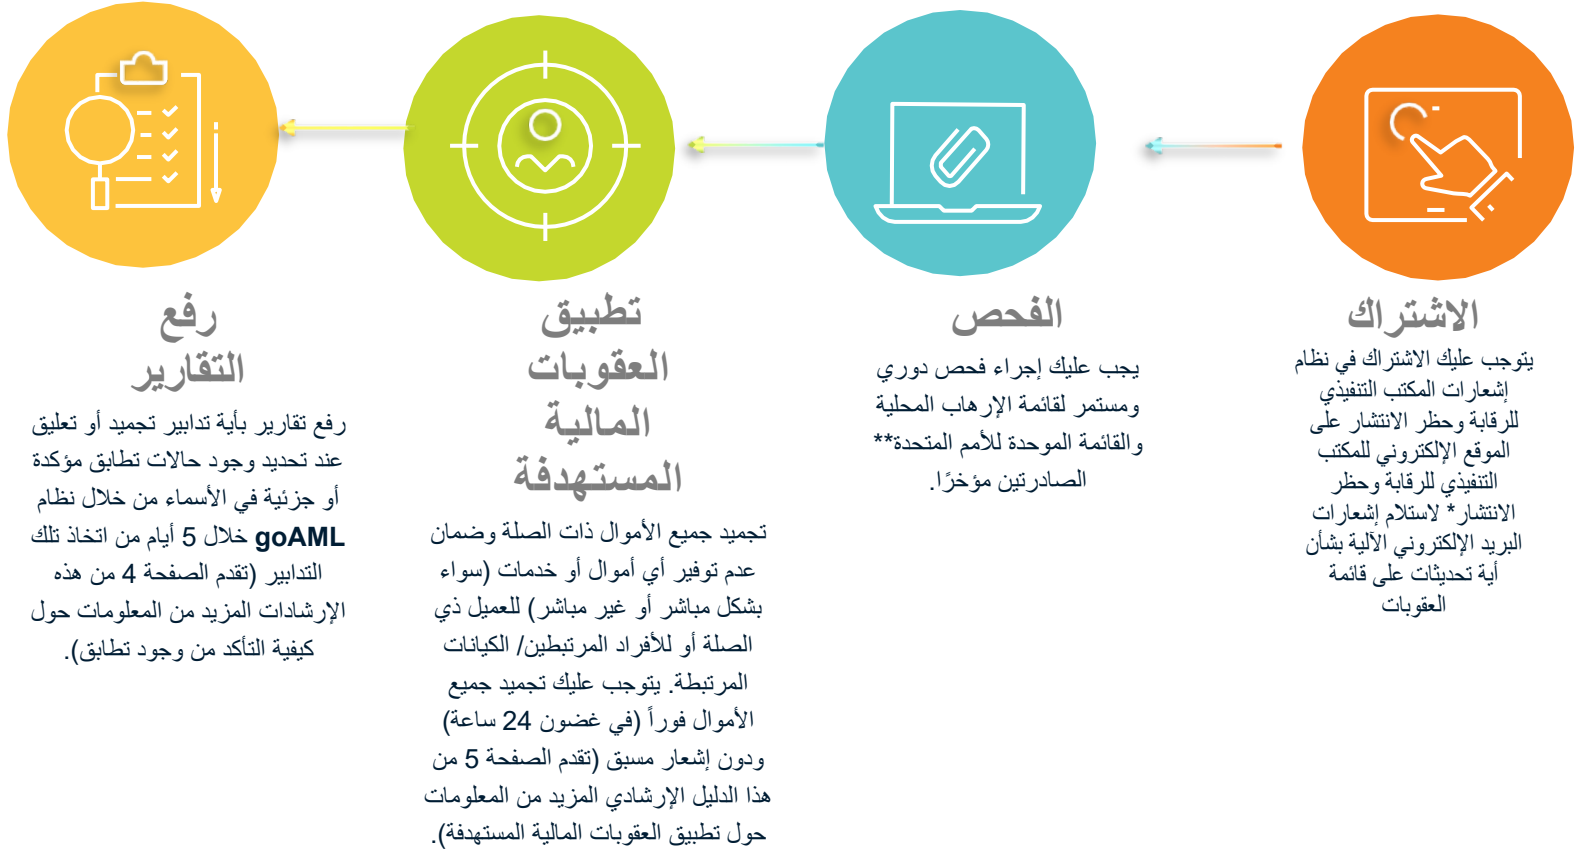 الاشتراك
يتوجب عليك الاشتراك في نظام
إشعارات المكتب التنفيذي
للرقابة وحظر الانتشار على
الموقع الإلكتروني للمكتب
التنفيذي للرقابة وحظر
الانتشار* لاستلام إشعارات
البريد الإلكتروني الآلية بشأن
أية تحديثات على قائمة
العقوبات
الفحص
يجب عليك إجراء فحص دوري
ومستمر لقائمة الإرهاب المحلية
والقائمة الموحدة للأمم المتحدة**
الصادرتين مؤخرًا.
تطبيق
العقوبات
المالية
المستهدفة
تجميد جميع الأموال ذات الصلة وضمان
عدم توفير أي أموال أو خدمات (سواء
بشكل مباشر أو غير مباشر) للعميل ذي
الصلة أو للأفراد المرتبطين/ الكيانات
المرتبطة. يتوجب عليك تجميد جميع
الأموال فوراً (في غضون 24 ساعة)
ودون إشعار مسبق (تقدم الصفحة 5 من
هذا الدليل الإرشادي المزيد من المعلومات
حول تطبيق العقوبات المالية المستهدفة).
رفع
التقارير
رفع تقارير بأية تدابير تجميد أو تعليق
عند تحديد وجود حالات تطابق مؤكدة
أو جزئية في الأسماء من خلال نظام
goAML خلال 5 أيام من اتخاذ تلك
التدابير (تقدم الصفحة 4 من هذه
الإرشادات المزيد من المعلومات حول
كيفية التأكد من وجود تطابق).